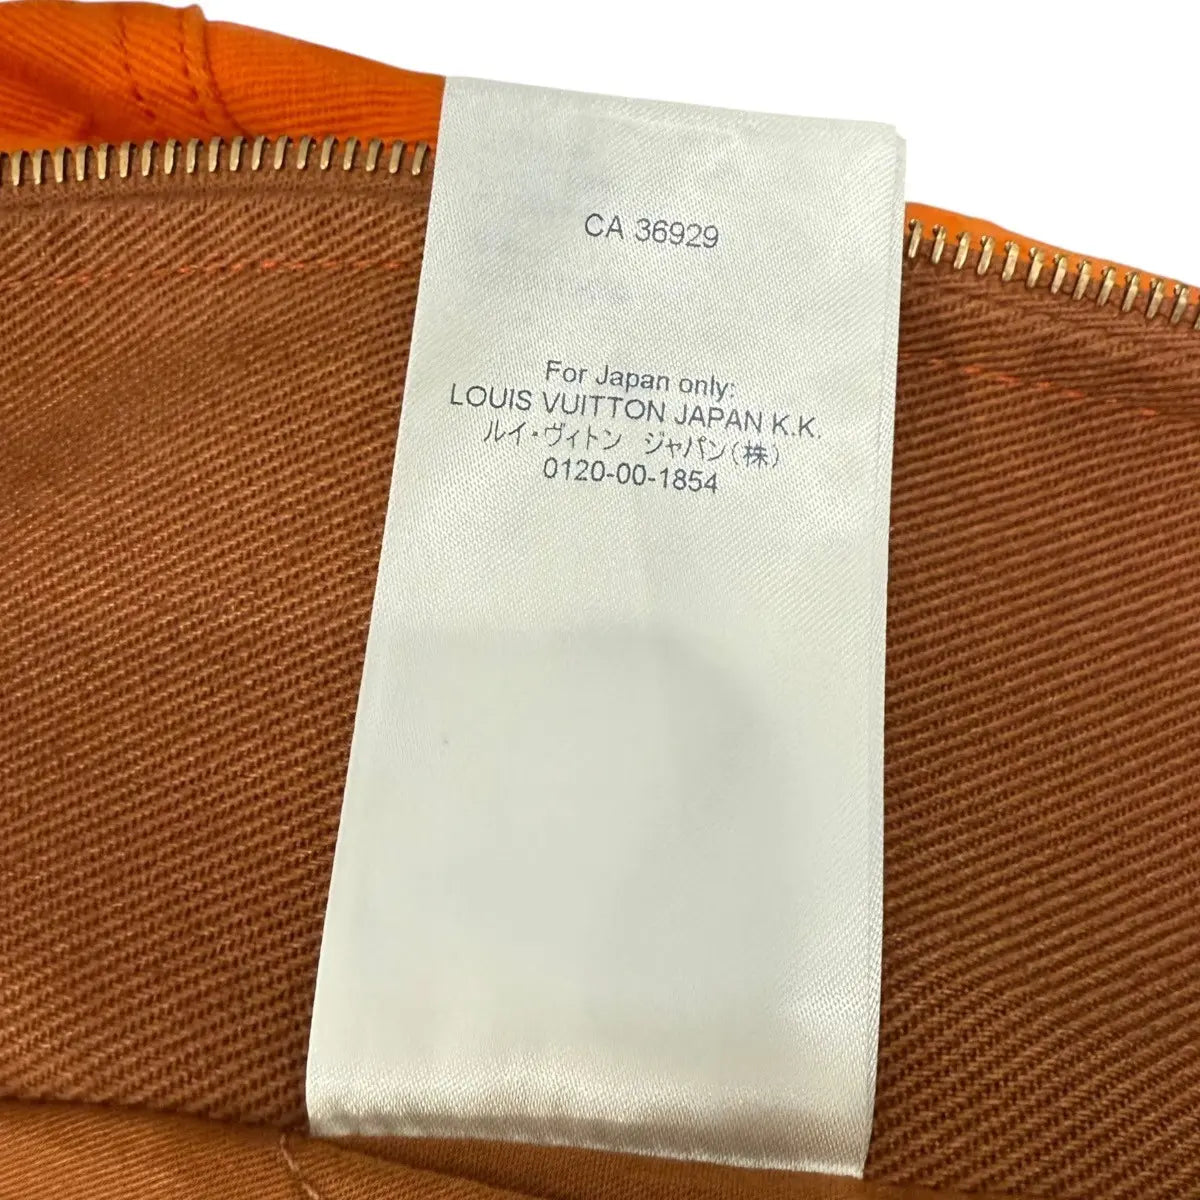 CA 36929
For Japan only:
LOUIS VUITTON JAPAN K.K.
ルイ・ヴィトン ジャパン(株)
0120-00-1854